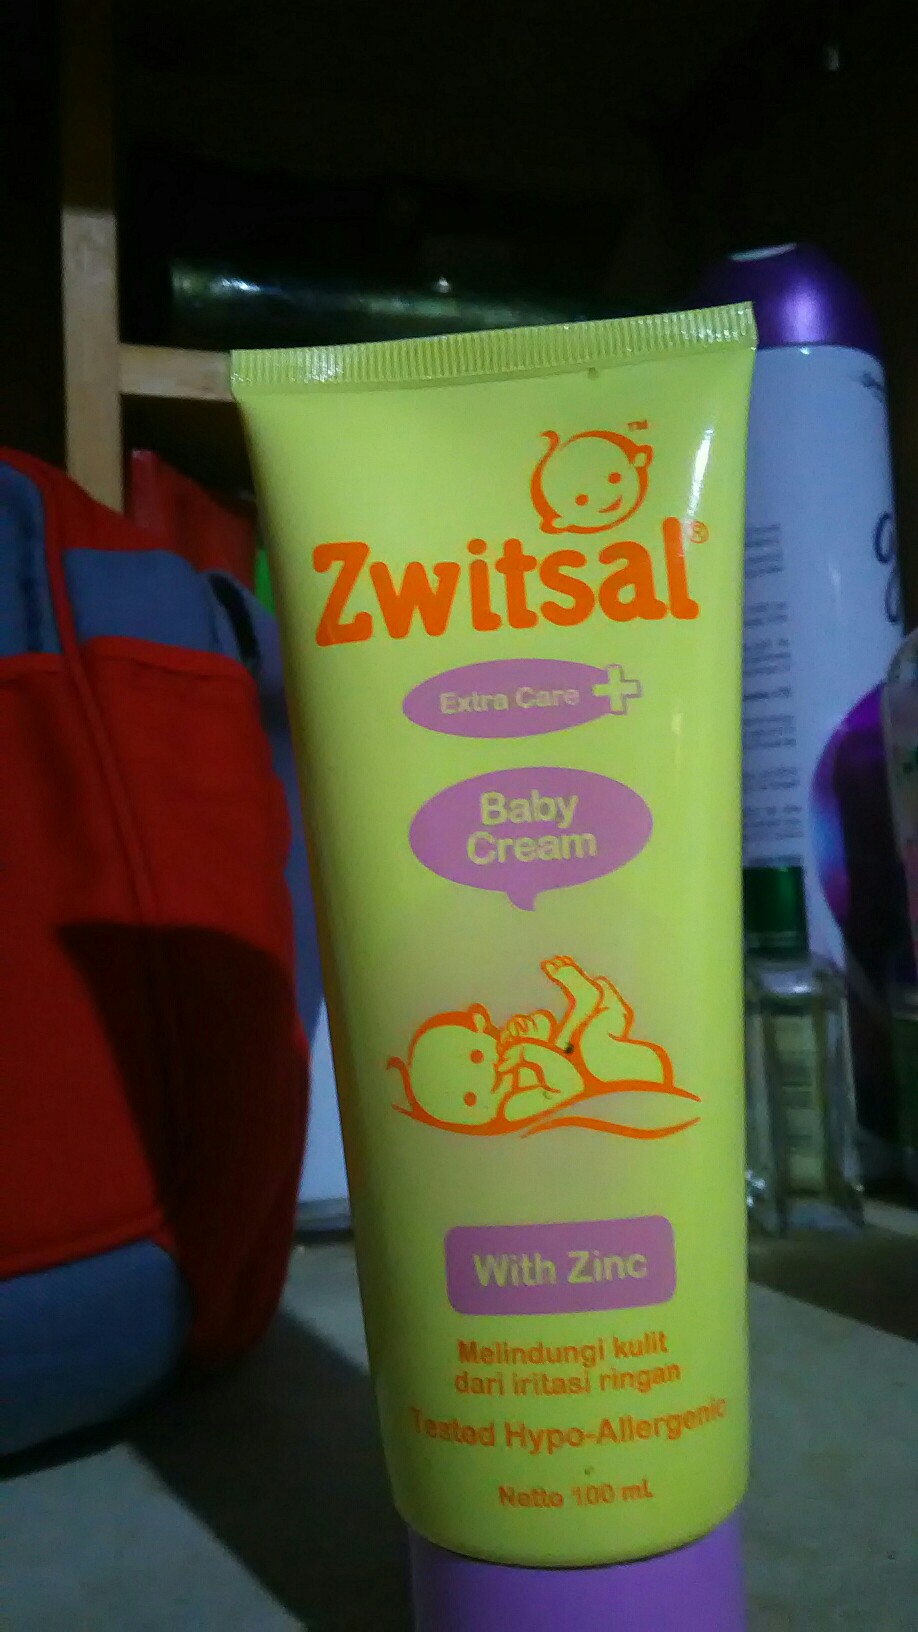 Zwitsal®
Extra Care +
Baby
Cream
With Zinc
Melindungi kulit
dari iritasi ringan
Tested Hypo-Allergenic
Netto 100 mL